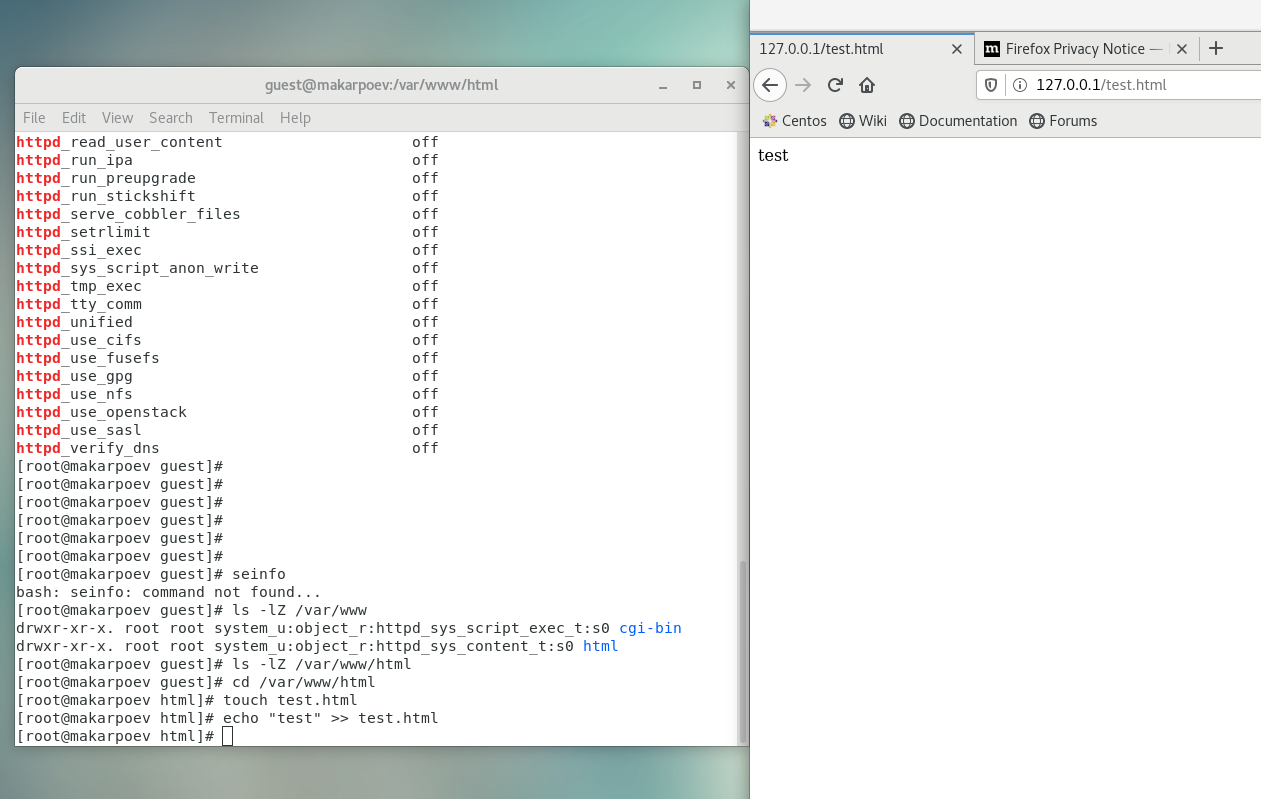 guest@makarpoev:/var/www/html
File Edit View Search Terminal Help
httpd_read_user_content                     off
httpd_run_ipa                               off
httpd_run_preupgrade                        off
httpd_run_stickshift                        off
httpd_serve_cobbler_files                   off
httpd_setrlimit                             off
httpd_ssi_exec                              off
httpd_sys_script_anon_write                 off
httpd_tmp_exec                              off
httpd_tty_comm                              off
httpd_unified                               off
httpd_use_cifs                              off
httpd_use_fusefs                            off
httpd_use_gpg                               off
httpd_use_nfs                               off
httpd_use_openstack                         off
httpd_use_sasl                              off
httpd_verify_dns                            off
[root@makarpoev guest]#
[root@makarpoev guest]#
[root@makarpoev guest]#
[root@makarpoev guest]#
[root@makarpoev guest]#
[root@makarpoev guest]#
[root@makarpoev guest]# seinfo
bash: seinfo: command not found...
[root@makarpoev guest]# ls -lZ /var/www
drwxr-xr-x. root root system_u:object_r:httpd_sys_script_exec_t:s0 cgi-bin
drwxr-xr-x. root root system_u:object_r:httpd_sys_content_t:s0 html
[root@makarpoev guest]# ls -lZ /var/www/html
[root@makarpoev guest]# cd /var/www/html
[root@makarpoev html]# touch test.html
[root@makarpoev html]# echo "test" >> test.html
[root@makarpoev html]#
127.0.0.1/test.html
m Firefox Privacy Notice —
127.0.0.1/test.html
Centos Wiki Documentation Forums
test